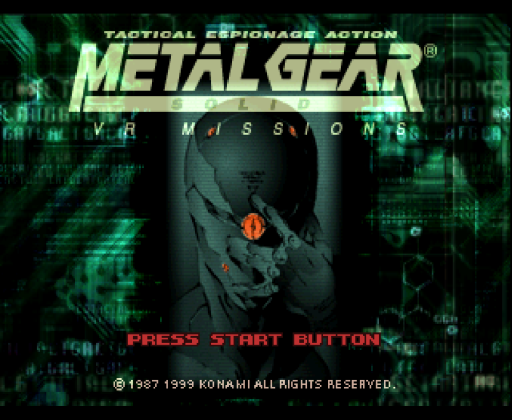 TACTICAL ESPIONAGE ACTION
METAL GEAR®
SOLID
VR MISSIONS
PRESS START BUTTON
© 1987 1999 KONAMI ALL RIGHTS RESERVED.